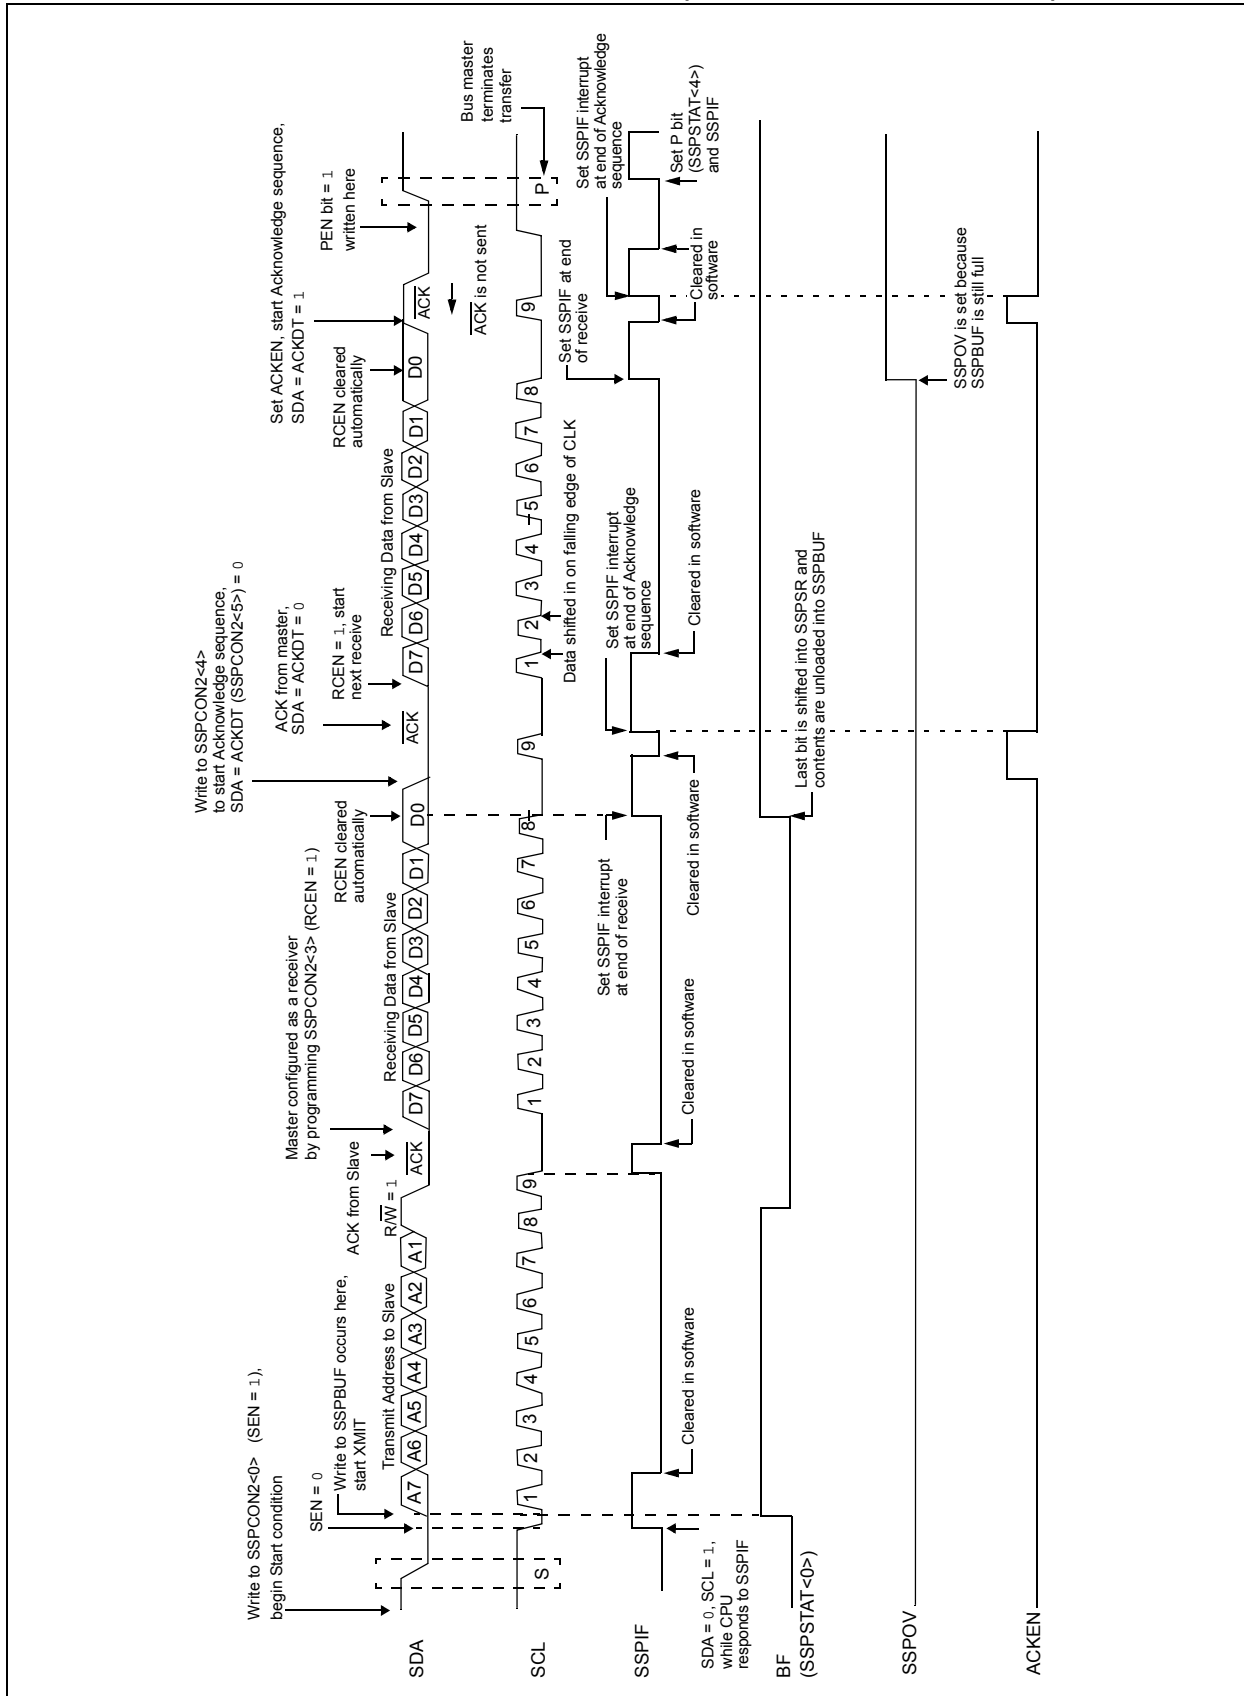 Write to SSPCON2<0> (SEN = 1),
begin Start condition
SEN = 0
Write to SSPBUF occurs here,
start XMIT
Transmit Address to Slave
R/W = 1
ACK from Slave
Master configured as a receiver
by programming SSPCON2<3> (RCEN = 1)
Receiving Data from Slave
RCEN cleared
automatically
Write to SSPCON2<4>
to start Acknowledge sequence,
SDA = ACKDT (SSPCON2<5>) = 0
ACK from master,
SDA = ACKDT = 0
RCEN = 1, start
next receive
Receiving Data from Slave
RCEN cleared
automatically
Set ACKEN, start Acknowledge sequence,
SDA = ACKDT = 1
PEN bit = 1
written here
SDA
A7 A6 A5 A4 A3 A2 A1
ACK
D7 D6 D5 D4 D3 D2 D1 D0
ACK
D7 D6 D5 D4 D3 D2 D1 D0
ACK
ACK is not sent
Bus master
terminates
transfer
SCL
S
1 2 3 4 5 6 7 8 9
1 2 3 4 5 6 7 8 9
1 2 3 4 5 6 7 8 9
P
Data shifted in on falling edge of CLK
Set SSPIF interrupt
at end of receive
Set SSPIF interrupt
at end of Acknowledge
sequence
Set SSPIF at end
of receive
Set SSPIF interrupt
at end of Acknowledge
sequence
SSPIF
SDA = 0, SCL = 1,
while CPU
responds to SSPIF
Cleared in software
Cleared in software
Cleared in software
Cleared in software
Cleared in
software
Set P bit
(SSPSTAT<4>)
and SSPIF
BF
(SSPSTAT<0>)
Last bit is shifted into SSPSR and
contents are unloaded into SSPBUF
SSPOV
SSPOV is set because
SSPBUF is still full
ACKEN